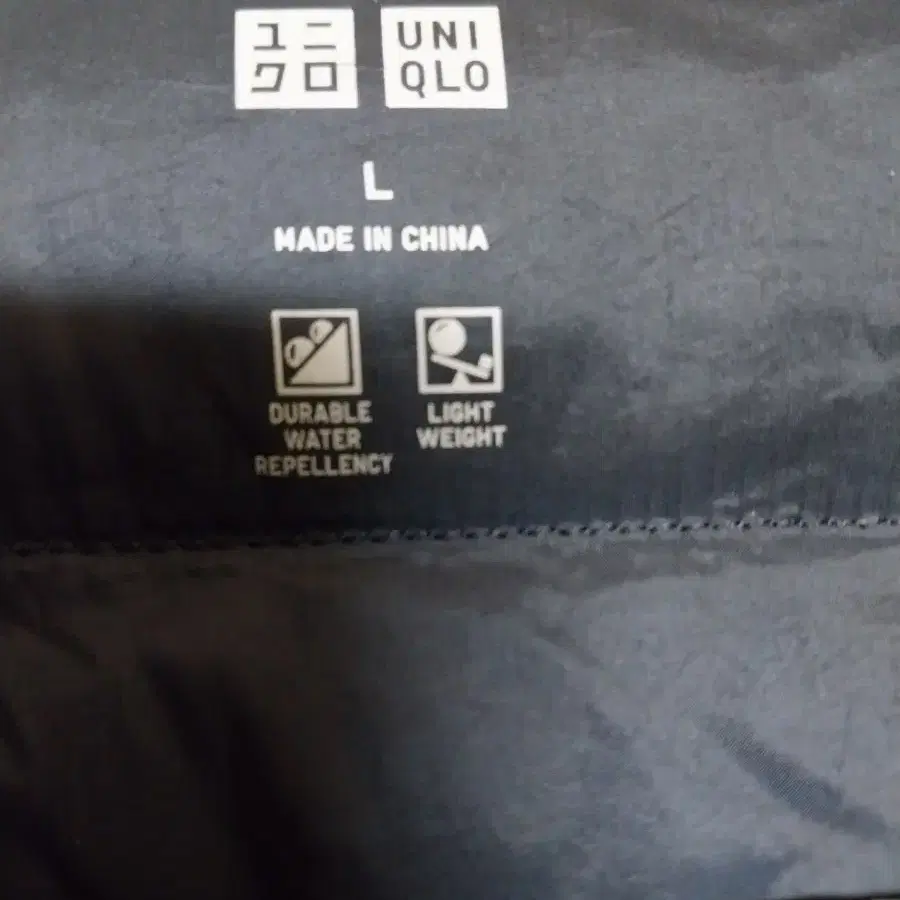 ユニ
クロ
UNI
QLO
L
MADE IN CHINA
DURABLE
WATER
REPELLENCY
LIGHT
WEIGHT